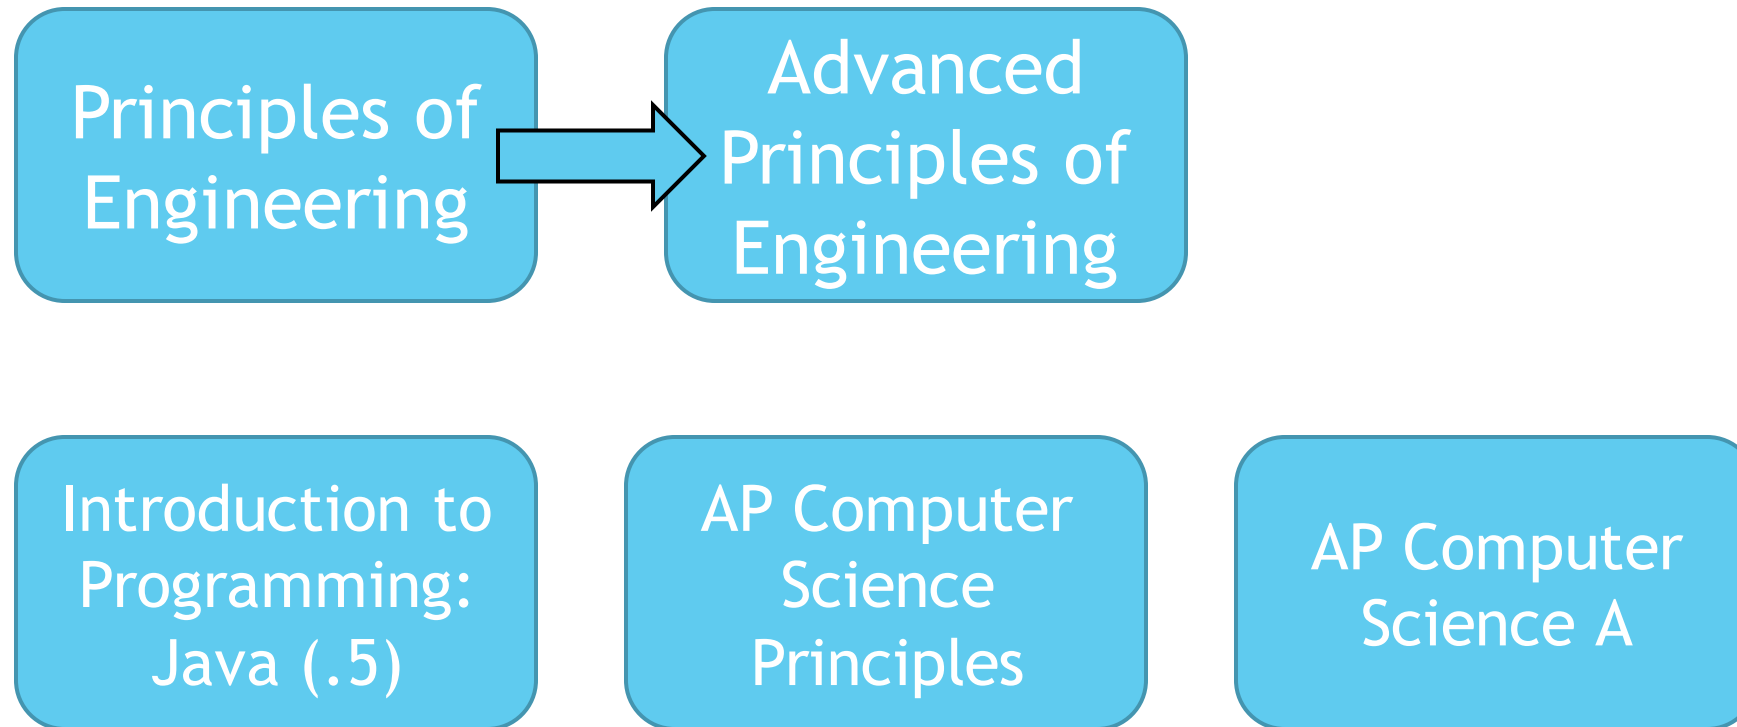 Principles of
Engineering
Advanced
Principles of
Engineering
Introduction to
Programming:
Java (.5)
AP Computer
Science
Principles
AP Computer
Science A